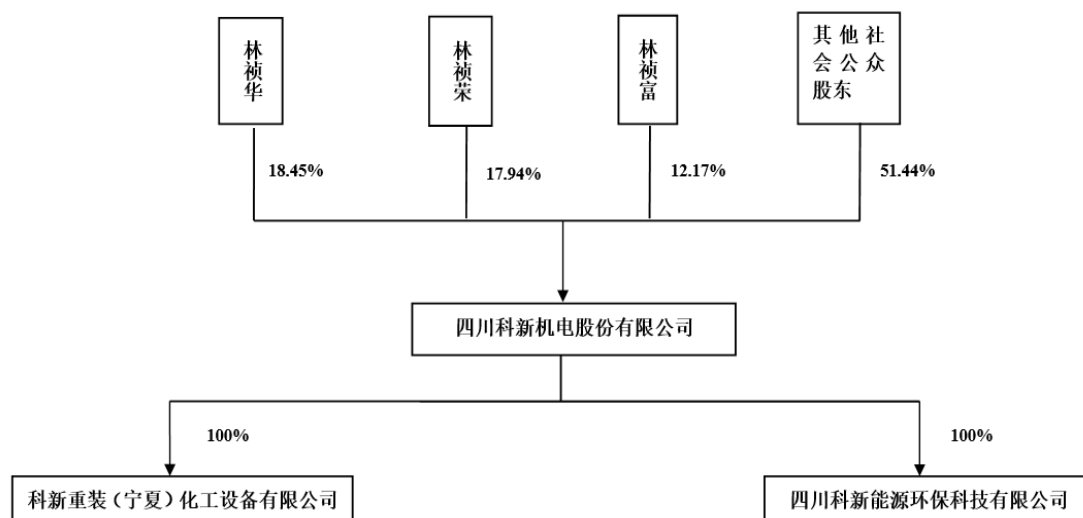 林祯华
林祯荣
林祯富
其他社
会公众
股东
18.45%
17.94%
12.17%
51.44%
四川科新机电股份有限公司
100%
100%
科新重装（宁夏）化工设备有限公司
四川科新能源环保科技有限公司